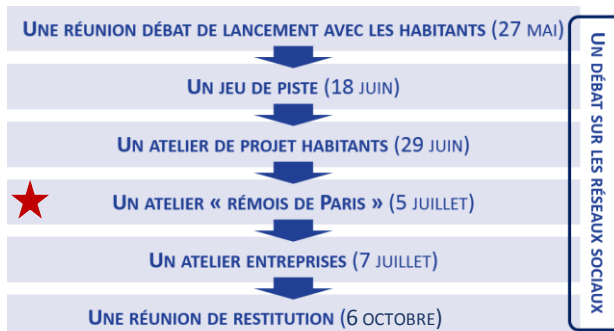 UNE RÉUNION DÉBAT DE LANCEMENT AVEC LES HABITANTS (27 MAI)
UN JEU DE PISTE (18 JUIN)
UN ATELIER DE PROJET HABITANTS (29 JUIN)
UN ATELIER « RÉMOIS DE PARIS » (5 JUILLET)
UN ATELIER ENTREPRISES (7 JUILLET)
UNE RÉUNION DE RESTITUTION (6 OCTOBRE)
UN DÉBAT SUR LES RÉSEAUX SOCIAUX